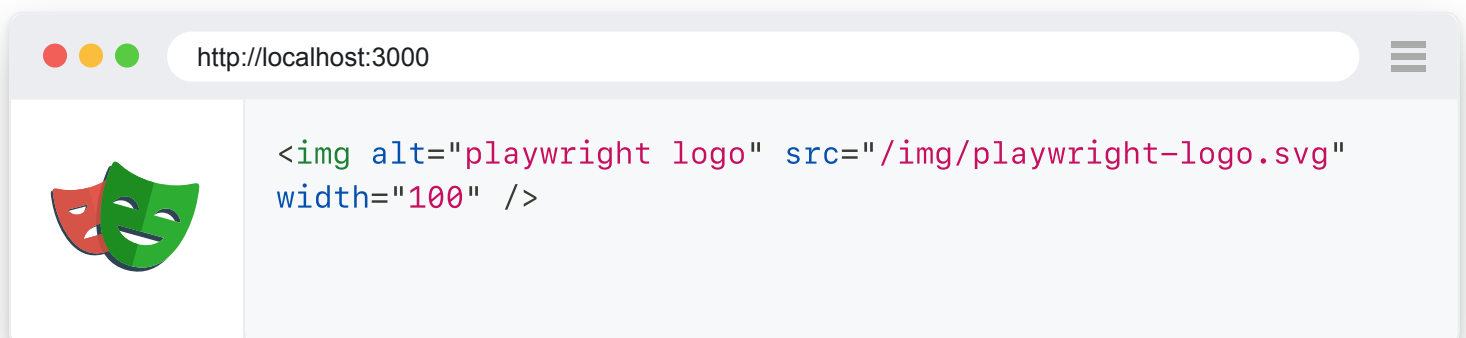 http://localhost:3000
<img alt="playwright logo" src="/img/playwright-logo.svg"
width="100" />